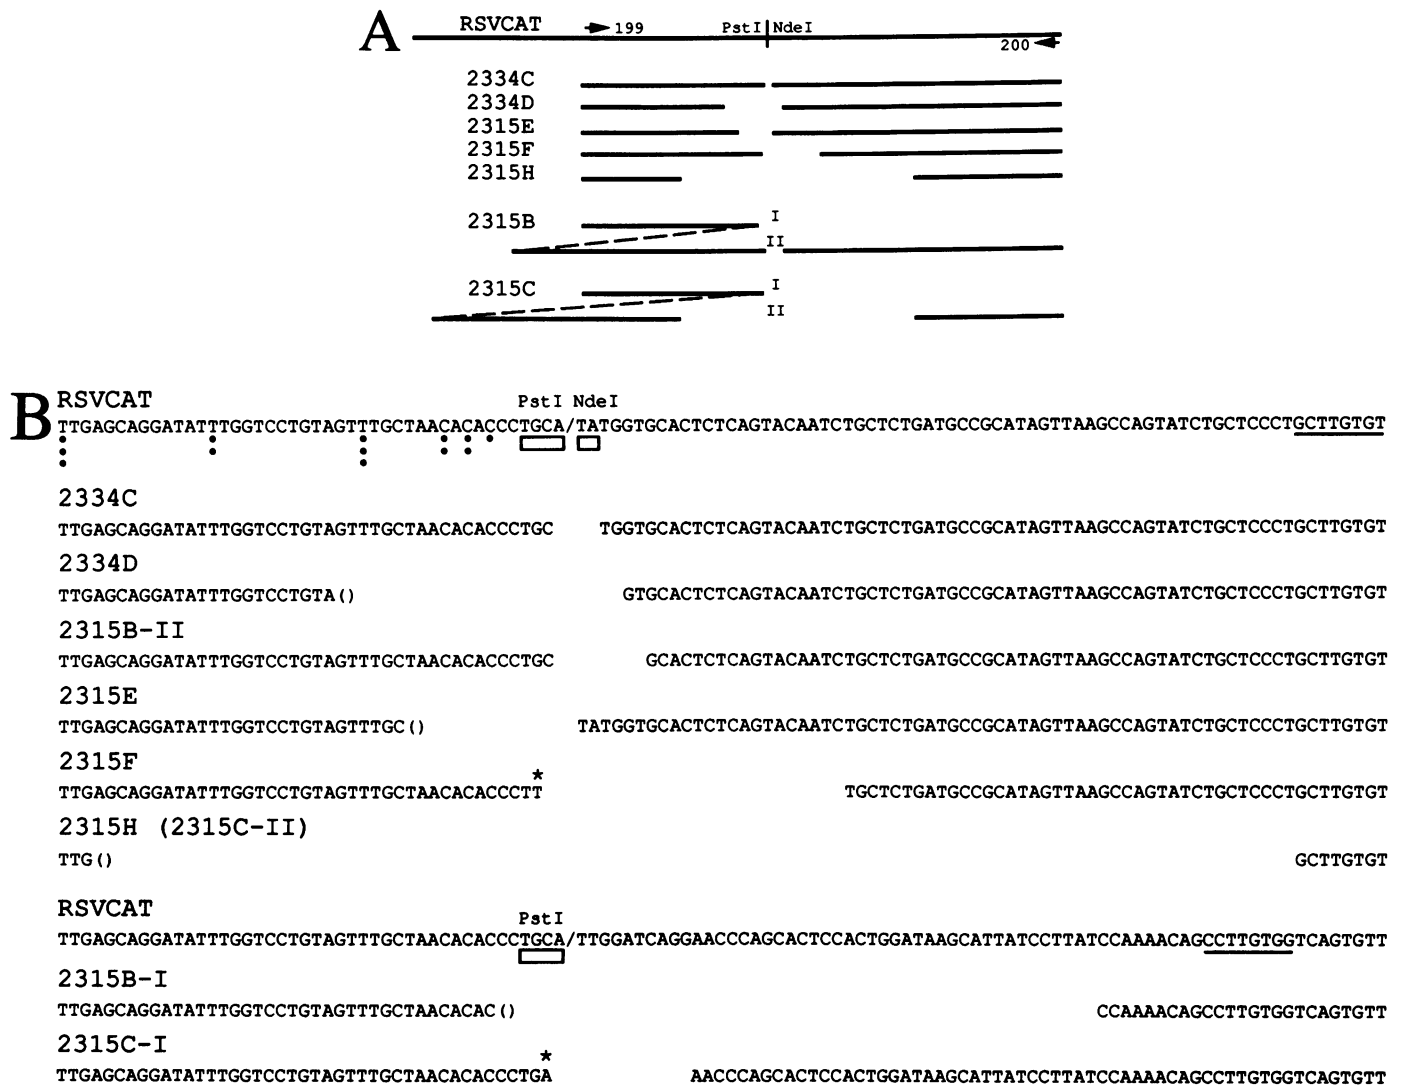 A
RSVCAT
199
PstI NdeI
200
2334C
2334D
2315E
2315F
2315H
2315B
I
II
2315C
I
II
B
RSVCAT
PstI NdeI
TTGAGCAGGATATTTGGTCCTGTAGTTTGCTAACACACCCTGCA/TATGGTGCACTCTCAGTACAATCTGCTCTGATGCCGCATAGTTAAGCCAGTATCTGCTCCCTGCTTGTGT
2334C
TTGAGCAGGATATTTGGTCCTGTAGTTTGCTAACACACCCTGC TGGTGCACTCTCAGTACAATCTGCTCTGATGCCGCATAGTTAAGCCAGTATCTGCTCCCTGCTTGTGT
2334D
TTGAGCAGGATATTTGGTCCTGTA() GTGCACTCTCAGTACAATCTGCTCTGATGCCGCATAGTTAAGCCAGTATCTGCTCCCTGCTTGTGT
2315B-II
TTGAGCAGGATATTTGGTCCTGTAGTTTGCTAACACACCCTGC GCACTCTCAGTACAATCTGCTCTGATGCCGCATAGTTAAGCCAGTATCTGCTCCCTGCTTGTGT
2315E
TTGAGCAGGATATTTGGTCCTGTAGTTTGC() TATGGTGCACTCTCAGTACAATCTGCTCTGATGCCGCATAGTTAAGCCAGTATCTGCTCCCTGCTTGTGT
2315F
*
TTGAGCAGGATATTTGGTCCTGTAGTTTGCTAACACACCCTT TGCTCTGATGCCGCATAGTTAAGCCAGTATCTGCTCCCTGCTTGTGT
2315H (2315C-II)
TTG() GCTTGTGT
RSVCAT
PstI
TTGAGCAGGATATTTGGTCCTGTAGTTTGCTAACACACCCTGCA/TTGGATCAGGAACCCAGCACTCCACTGGATAAGCATTATCCTTATCCAAAACAGCCTTGTGGTCAGTGTT
2315B-I
TTGAGCAGGATATTTGGTCCTGTAGTTTGCTAACACAC() CCAAAACAGCCTTGTGGTCAGTGTT
2315C-I
*
TTGAGCAGGATATTTGGTCCTGTAGTTTGCTAACACACCCTGA AACCCAGCACTCCACTGGATAAGCATTATCCTTATCCAAAACAGCCTTGTGGTCAGTGTT